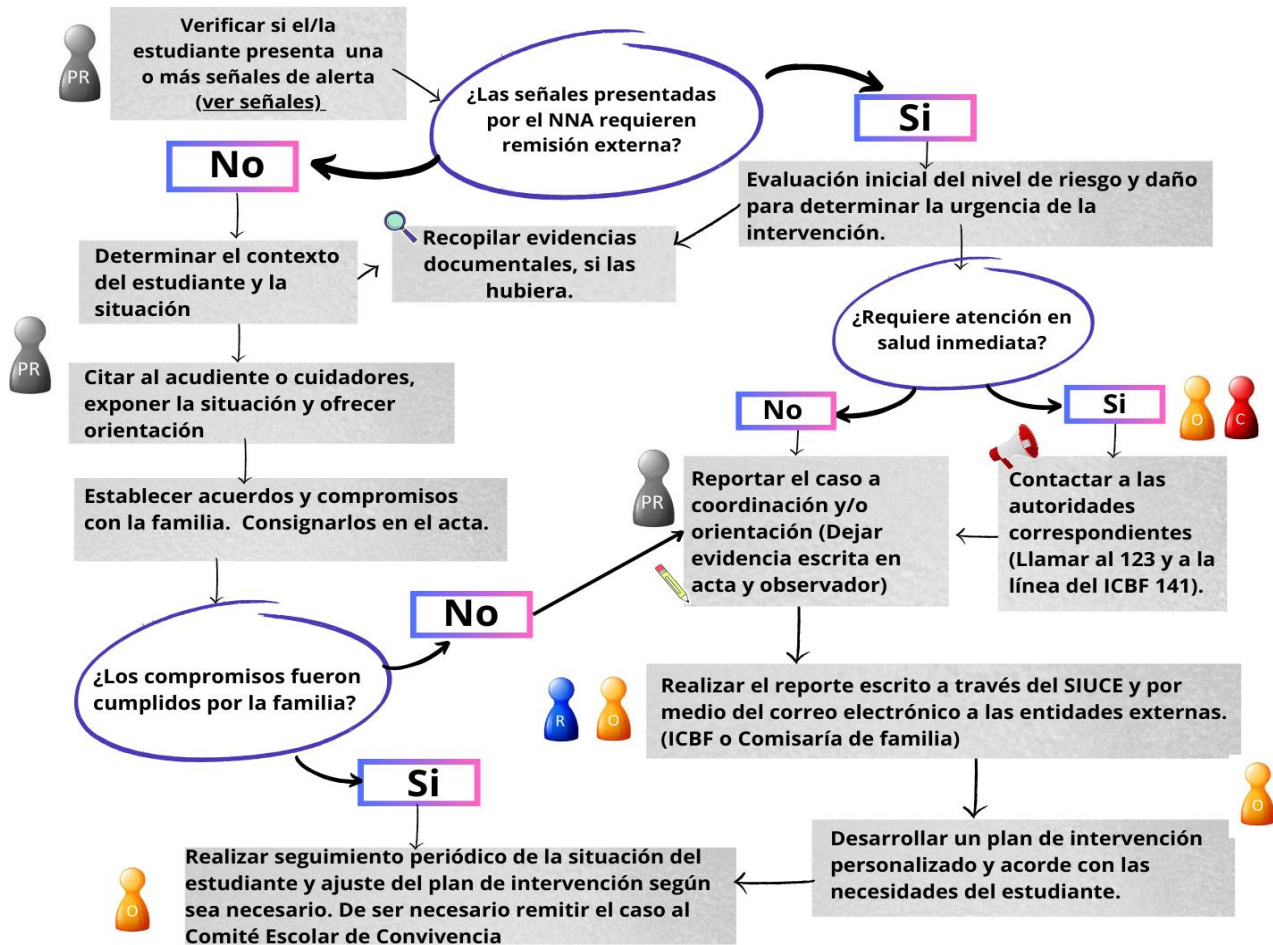 PR
Verificar si el/la
estudiante presenta una
o más señales de alerta
(ver señales)
¿Las señales presentadas
por el NNA requieren
remisión externa?
Si
No
Evaluación inicial del nivel de riesgo y daño
para determinar la urgencia de la
intervención.
Recopilar evidencias
documentales, si las
hubiera.
Determinar el contexto
del estudiante y la
situación
¿Requiere atención en
salud inmediata?
PR
Citar al acudiente o cuidadores,
exponer la situación y ofrecer
orientación
No
Si
O
C
PR
Reportar el caso a
coordinación y/o
orientación (Dejar
evidencia escrita en
acta y observador)
Contactar a las
autoridades
correspondientes
(Llamar al 123 y a la
línea del ICBF 141).
Establecer acuerdos y compromisos
con la familia. Consignarlos en el acta.
No
¿Los compromisos fueron
cumplidos por la familia?
R
O
Realizar el reporte escrito a través del SIUCE y por
medio del correo electrónico a las entidades externas.
(ICBF o Comisaría de familia)
Si
O
Desarrollar un plan de intervención
personalizado y acorde con las
necesidades del estudiante.
O
Realizar seguimiento periódico de la situación del
estudiante y ajuste del plan de intervención según
sea necesario. De ser necesario remitir el caso al
Comité Escolar de Convivencia